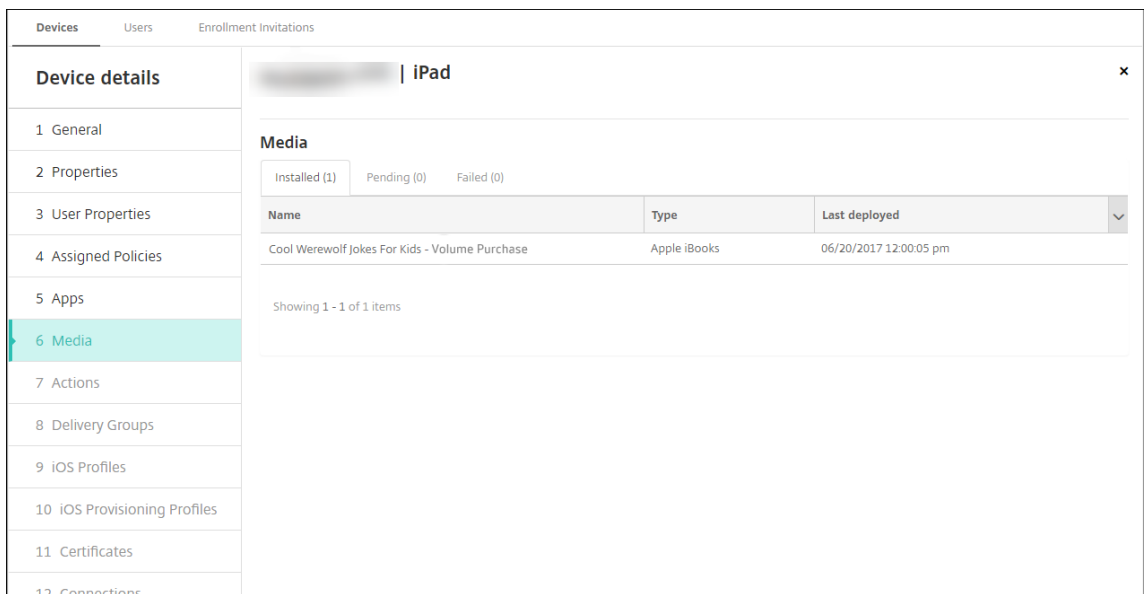 Devices Users Enrollment Invitations
Device details
| iPad
×
1 General
2 Properties
3 User Properties
4 Assigned Policies
5 Apps
6 Media
7 Actions
8 Delivery Groups
9 iOS Profiles
10 iOS Provisioning Profiles
11 Certificates
12 Connections
Media
Installed (1) Pending (0) Failed (0)
Name Type Last deployed
Cool Werewolf Jokes For Kids - Volume Purchase Apple iBooks 06/20/2017 12:00:05 pm
Showing 1 - 1 of 1 items